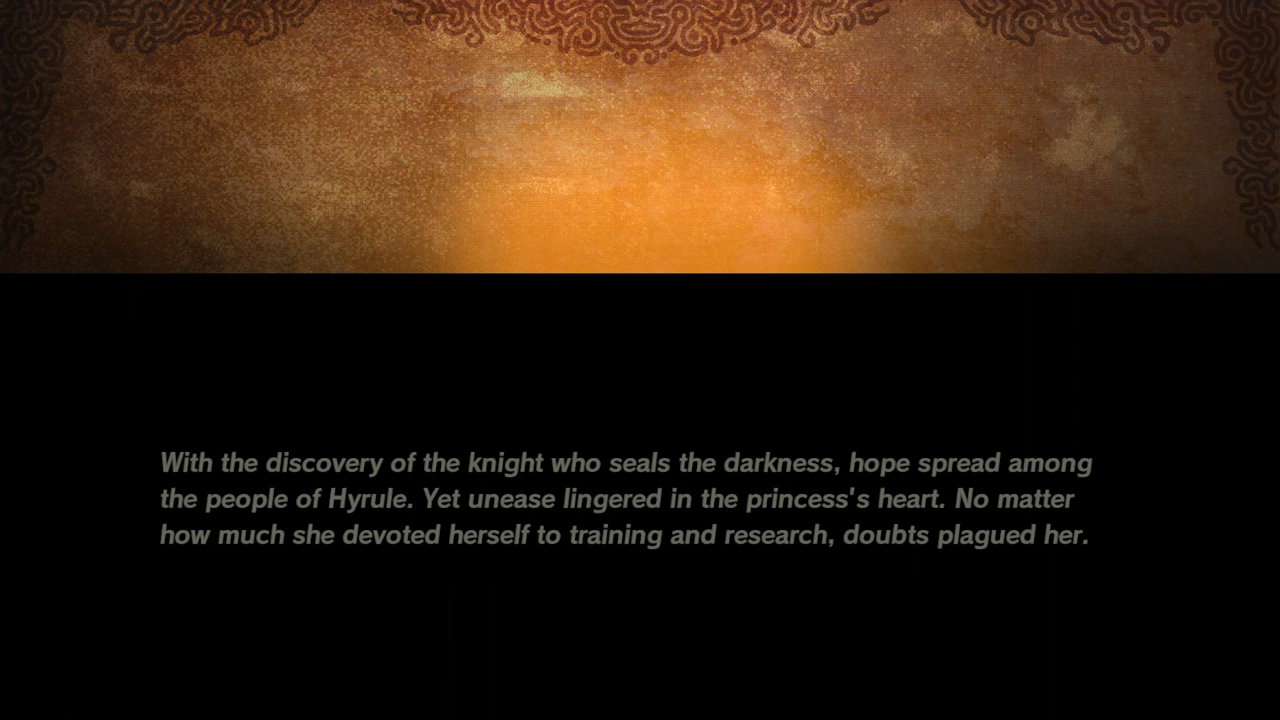 With the discovery of the knight who seals the darkness, hope spread among
the people of Hyrule. Yet unease lingered in the princess's heart. No matter
how much she devoted herself to training and research, doubts plagued her.